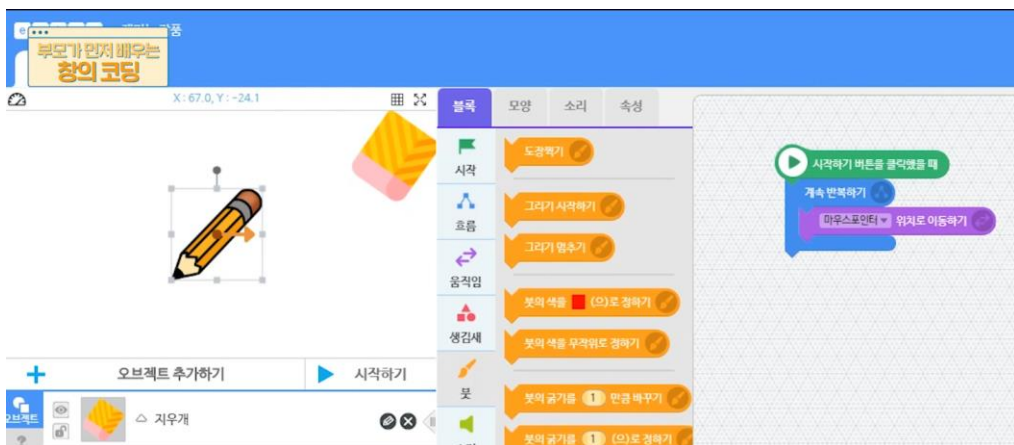 부모가 먼저 배우는
창의 코딩
X : 67.0, Y : -24.1
블록
모양
소리
속성
시작
흐름
움직임
생김새
붓
도장찍기
그리기 시작하기
그리기 멈추기
붓의 색을 (으)로 정하기
붓의 색을 무작위로 정하기
붓의 굵기를 1 만큼 바꾸기
붓의 굵기를 1 (으)로 정하기
시작하기 버튼을 클릭했을 때
계속 반복하기
마우스포인터 위치로 이동하기
+ 오브젝트 추가하기
시작하기
오브젝트
지우개
?